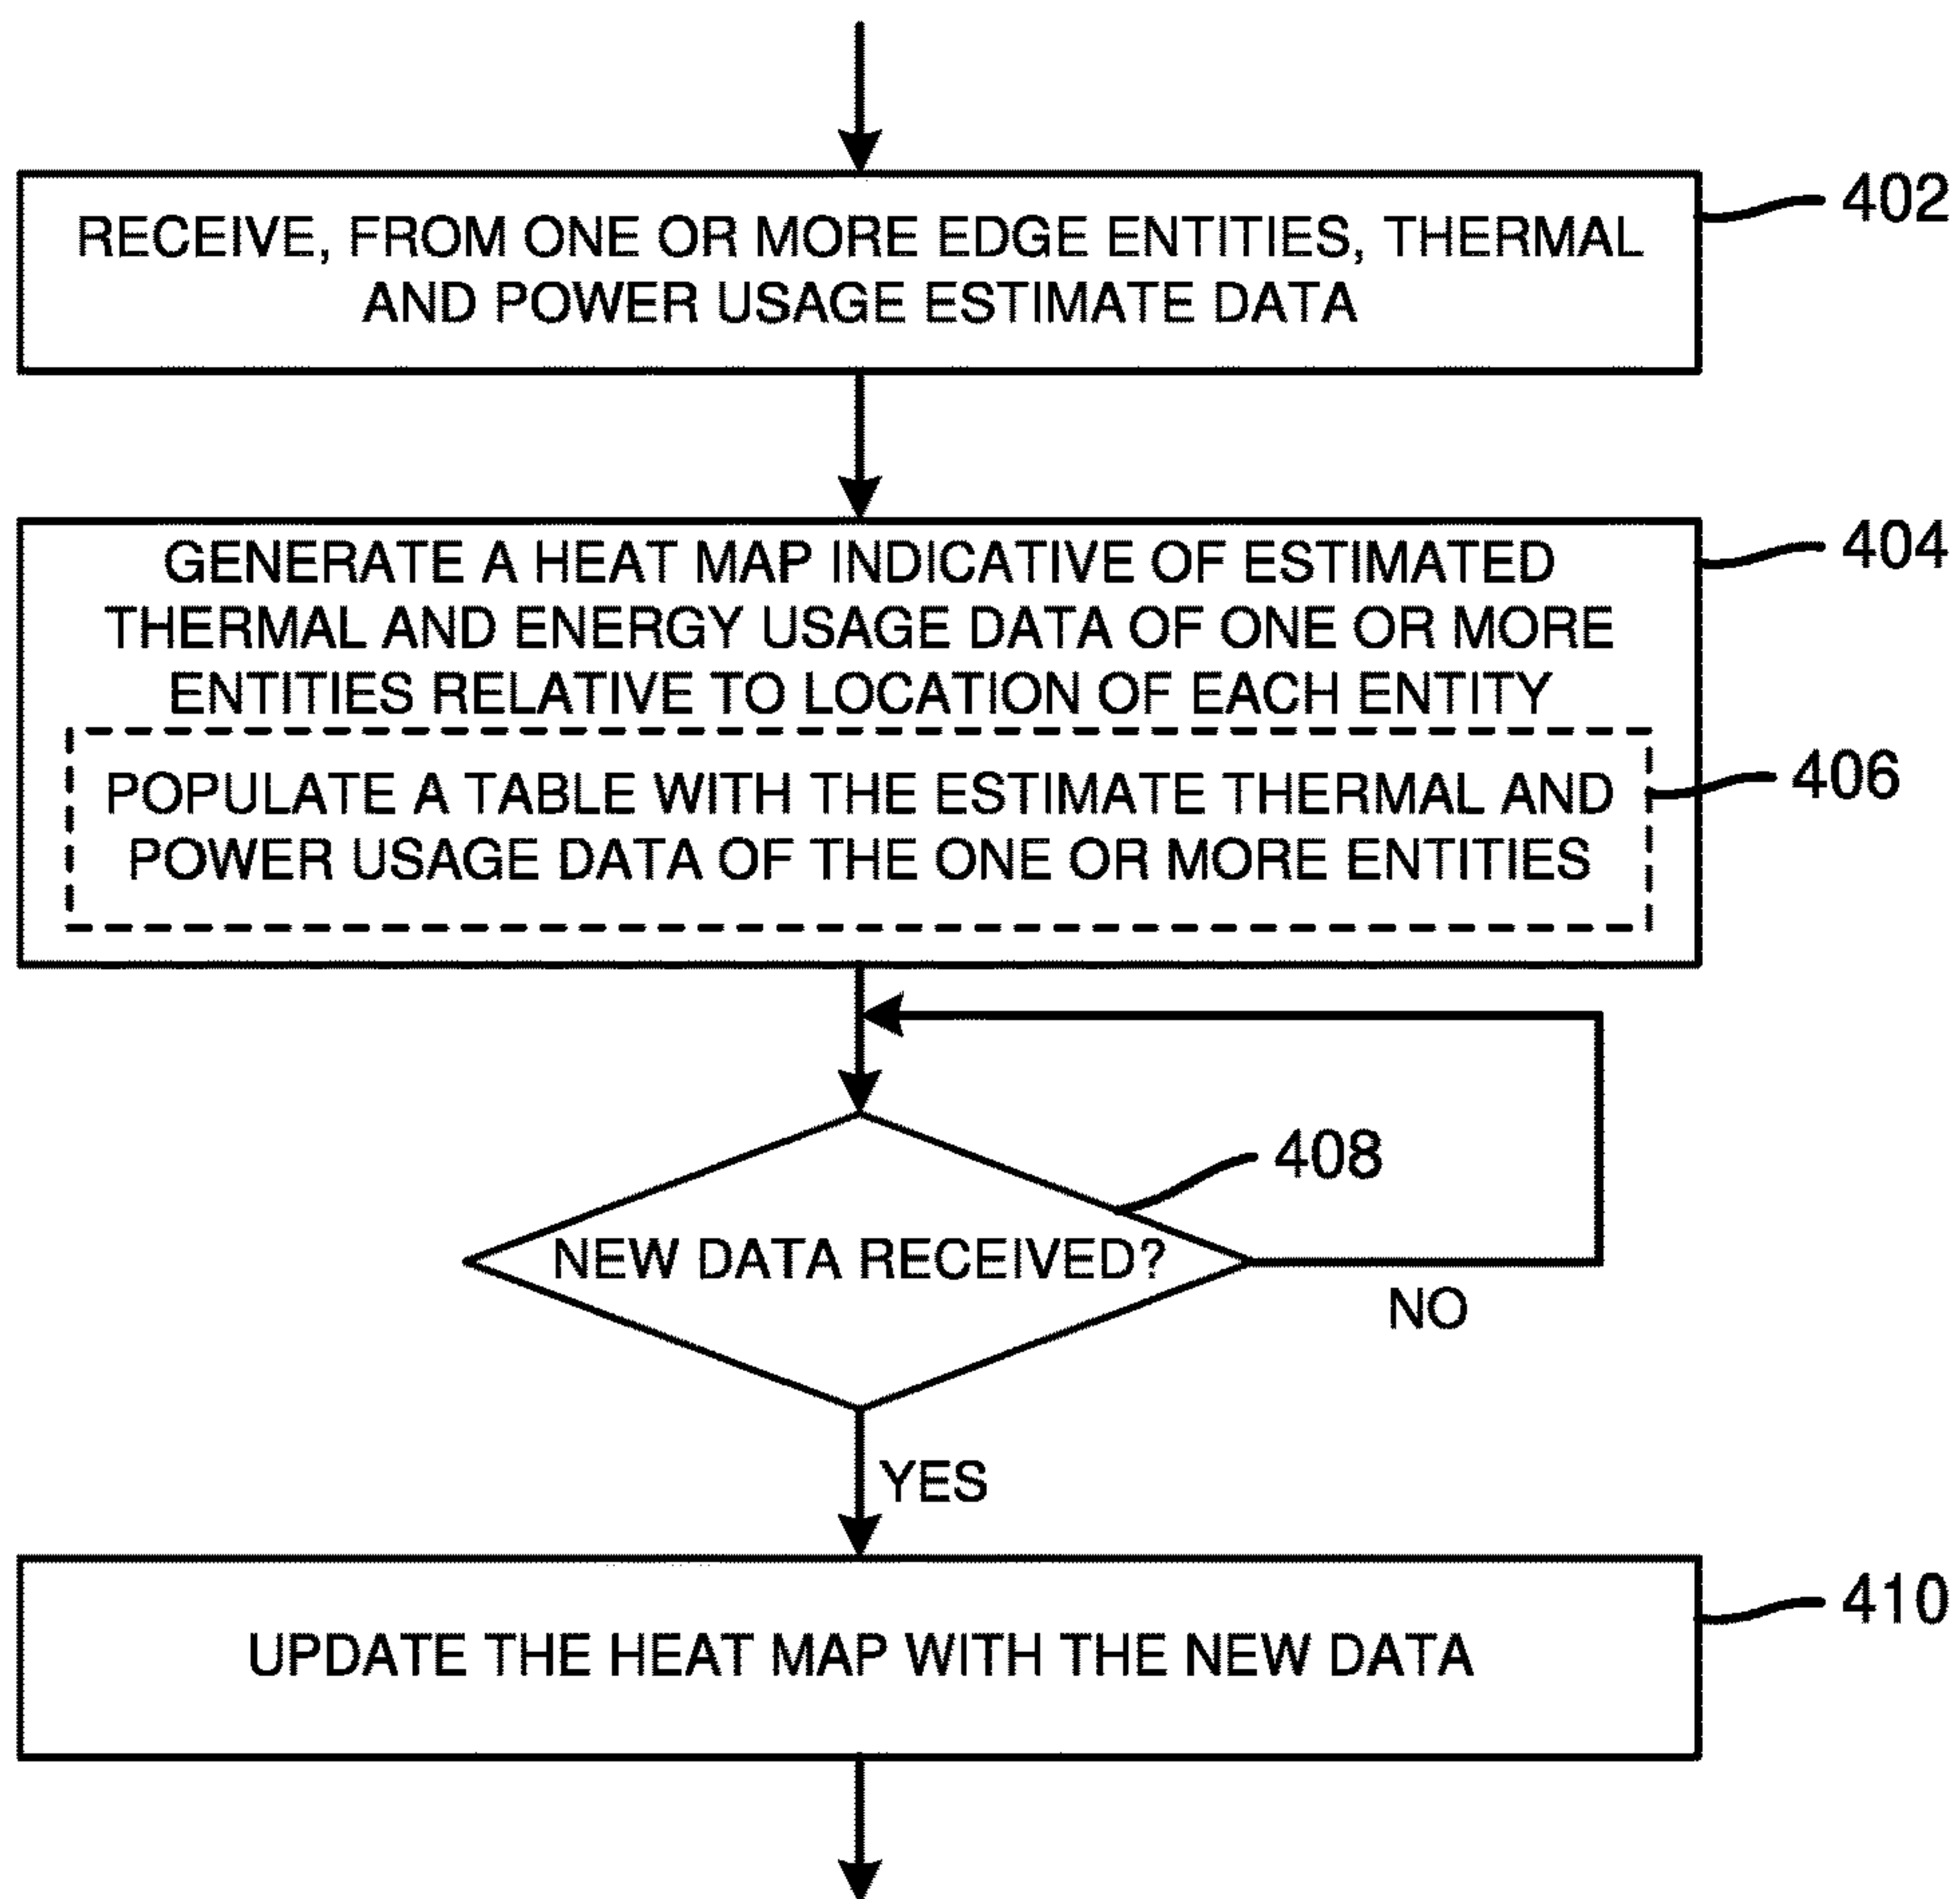 RECEIVE, FROM ONE OR MORE EDGE ENTITIES, THERMAL
AND POWER USAGE ESTIMATE DATA
402
GENERATE A HEAT MAP INDICATIVE OF ESTIMATED
THERMAL AND ENERGY USAGE DATA OF ONE OR MORE
ENTITIES RELATIVE TO LOCATION OF EACH ENTITY
404
POPULATE A TABLE WITH THE ESTIMATE THERMAL AND
POWER USAGE DATA OF THE ONE OR MORE ENTITIES
406
408
NEW DATA RECEIVED?
NO
YES
UPDATE THE HEAT MAP WITH THE NEW DATA
410